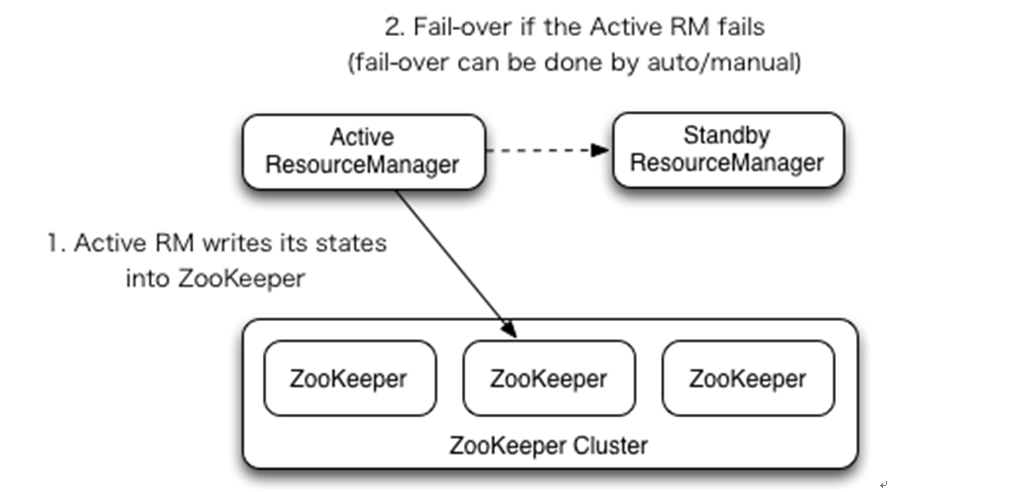 2. Fail-over if the Active RM fails
(fail-over can be done by auto/manual)
Active
ResourceManager
Standby
ResourceManager
1. Active RM writes its states
into ZooKeeper
ZooKeeper
ZooKeeper
ZooKeeper
ZooKeeper Cluster